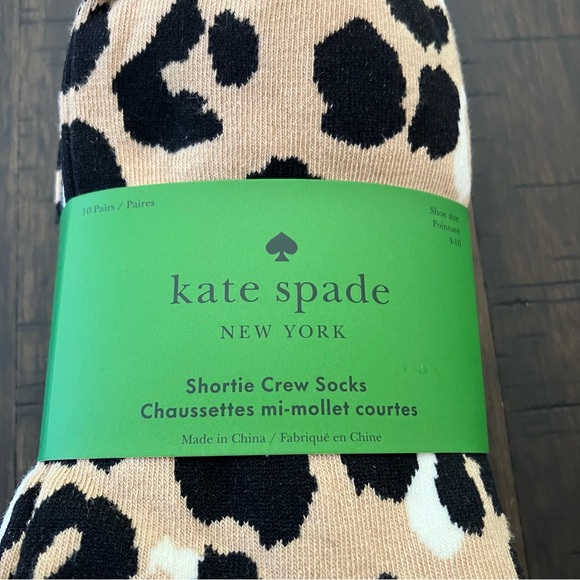 10 Pairs / Paires
Shoe size
Pointure
4-10
kate spade
NEW YORK
Shortie Crew Socks
Chaussettes mi-mollet courtes
Made in China / Fabriqué en Chine